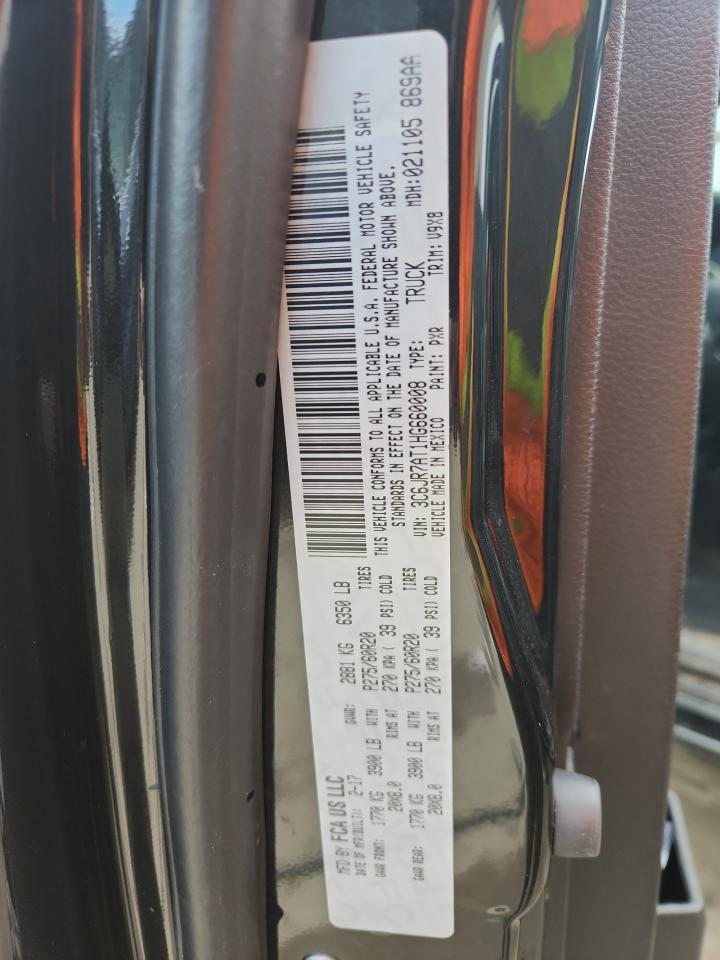 MFD BY FCA US LLC
DATE OF MFR(BUILT): 2-17 GVWR: 2881 KG 6350 LB
GAWR FRONT: 1770 KG 3900 LB WITH P275/60R20 TIRES
20X8.0 RIMS AT 270 KPA ( 39 PSI) COLD
GAWR REAR: 1770 KG 3900 LB WITH P275/60R20 TIRES
20X8.0 RIMS AT 270 KPA ( 39 PSI) COLD
THIS VEHICLE CONFORMS TO ALL APPLICABLE U.S.A. FEDERAL MOTOR VEHICLE SAFETY
STANDARDS IN EFFECT ON THE DATE OF MANUFACTURE SHOWN ABOVE.
VIN: 3C6JR7AT1HG660008 TYPE: TRUCK MDH:021105 869AA
VEHICLE MADE IN MEXICO PAINT: PXR TRIM: V9X8